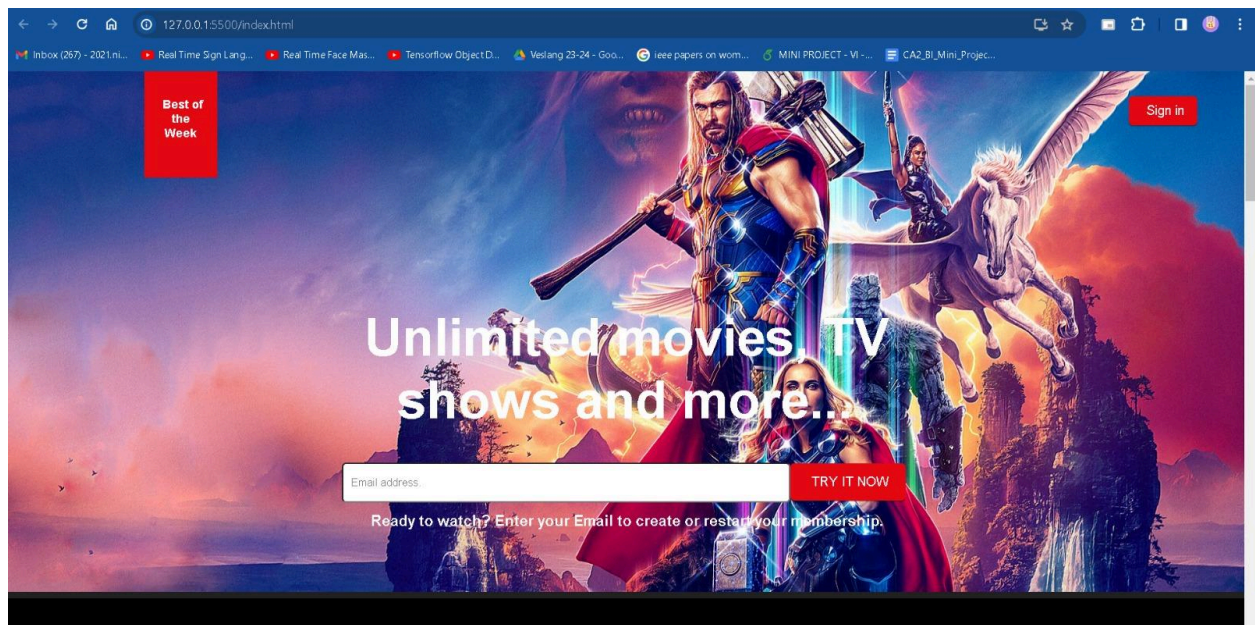 127.0.0.1:5500/index.html
Inbox (267) - 2021.ni... Real Time Sign Lang... Real Time Face Mas... Tensorflow Object D... Veslang 23-24 - Goo... ieee papers on wom... MINI PROJECT - VI -... CA2_BI_Mini_Projec...
Best of
the
Week
Sign in
Unlimited movies, TV
shows and more...
Email address.
TRY IT NOW
Ready to watch? Enter your Email to create or restart your membership.